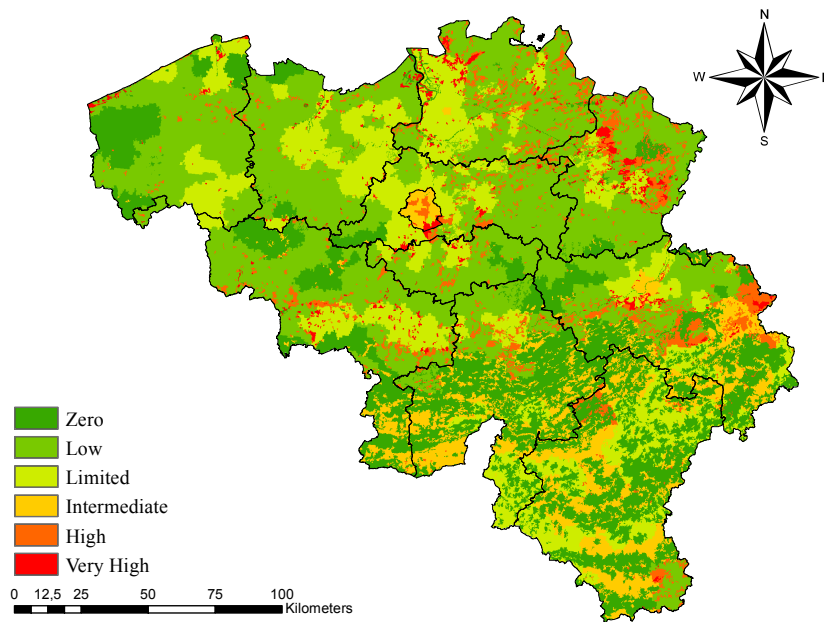 N
W
E
S
Zero
Low
Limited
Intermediate
High
Very High
0 12,5 25 50 75 100
Kilometers